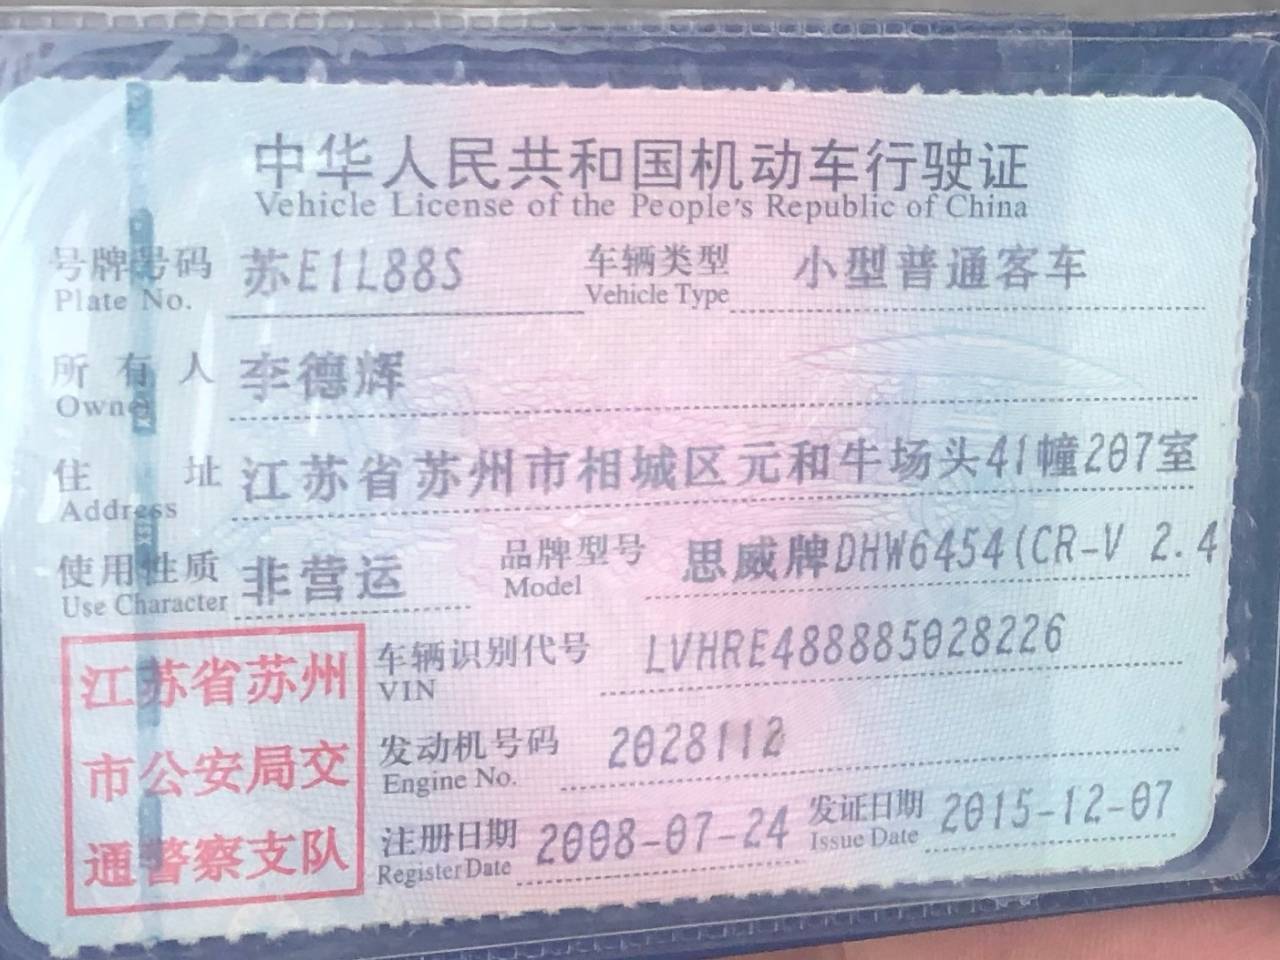 中华人民共和国机动车行驶证
Vehicle License of the People's Republic of China
号牌号码 苏E1L88S 车辆类型 小型普通客车
Plate No. Vehicle Type
所有人 李德辉
Owner
住址 江苏省苏州市相城区元和牛场头41幢207室
Address
使用性质 非营运 品牌型号 思威牌DHW6454(CR-V 2.4
Use Character Model
江苏省苏州
市公安局交
通警察支队
车辆识别代号 LVHRE488885028226
VIN
发动机号码 2028112
Engine No.
注册日期 2008-07-24 发证日期 2015-12-07
Register Date Issue Date